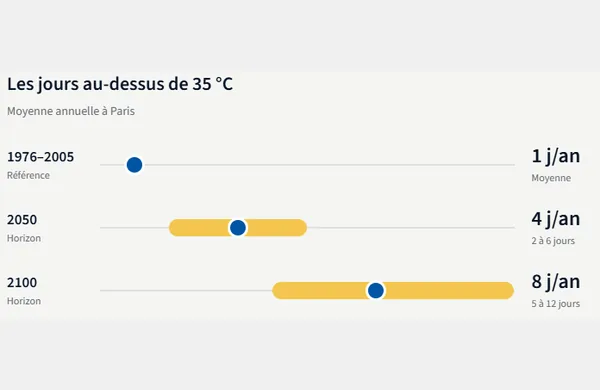 Les jours au-dessus de 35 °C
Moyenne annuelle à Paris
1976–2005
Référence
1 j/an
Moyenne
2050
Horizon
4 j/an
2 à 6 jours
2100
Horizon
8 j/an
5 à 12 jours